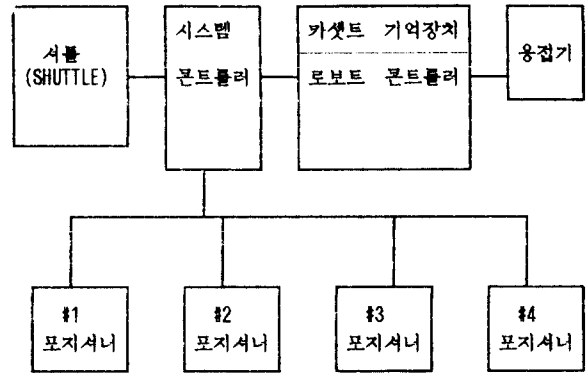 셔틀
(SHUTTLE)
시스템
콘트롤러
카셋트 기억장치
로보트 콘트롤러
용접기
#1
포지셔너
#2
포지셔너
#3
포지셔너
#4
포지셔너